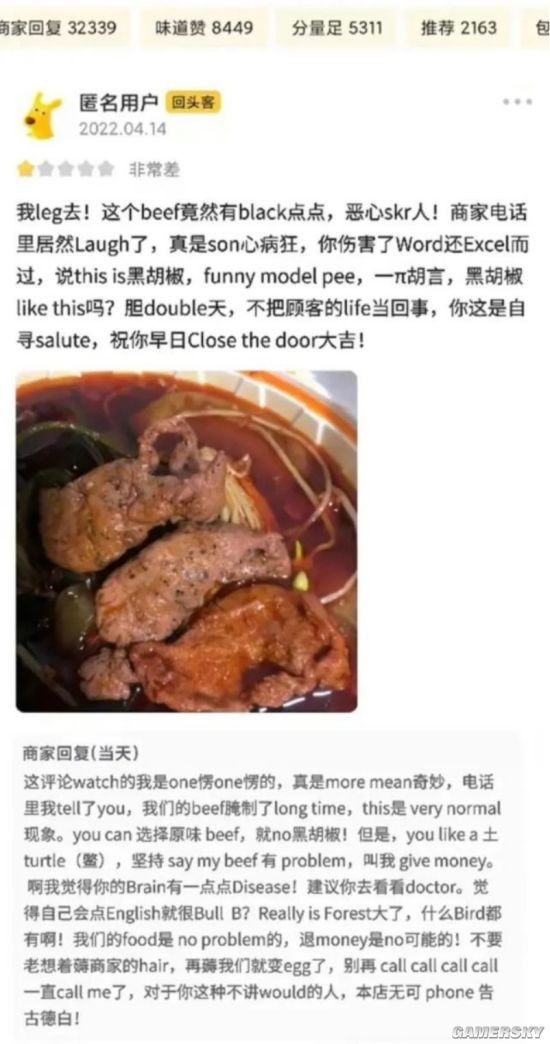 商家回复 32339 味道赞 8449 分量足 5311 推荐 2163 包
匿名用户 回头客
2022.04.14
非常差
我leg去！这个beef竟然有black点点，恶心skr人！商家电话
里居然Laugh了，真是son心病狂，你伤害了Word还Excel而
过，说this is黑胡椒，funny model pee，一π胡言，黑胡椒
like this吗？胆double天，不把顾客的life当回事，你这是自
寻salute，祝你早日Close the door大吉！
商家回复(当天)
这评论watch的我是one愣one愣的，真是more mean奇妙，电话
里我tell了you，我们的beef腌制了long time，this是 very normal
现象。you can 选择原味 beef，就no黑胡椒！但是，you like a 土
turtle（鳖），坚持 say my beef 有 problem，叫我 give money。
啊我觉得你的Brain有一点点Disease！建议你去看看doctor。觉
得自己会点English就很Bull B？Really is Forest大了，什么Bird都
有啊！我们的food是 no problem的，退money是no可能的！不要
老想着薅商家的hair，再薅我们就变egg了，别再 call call call call
一直call me了，对于你这种不讲would的人，本店无可 phone 告
古德白！
GAMERSKY